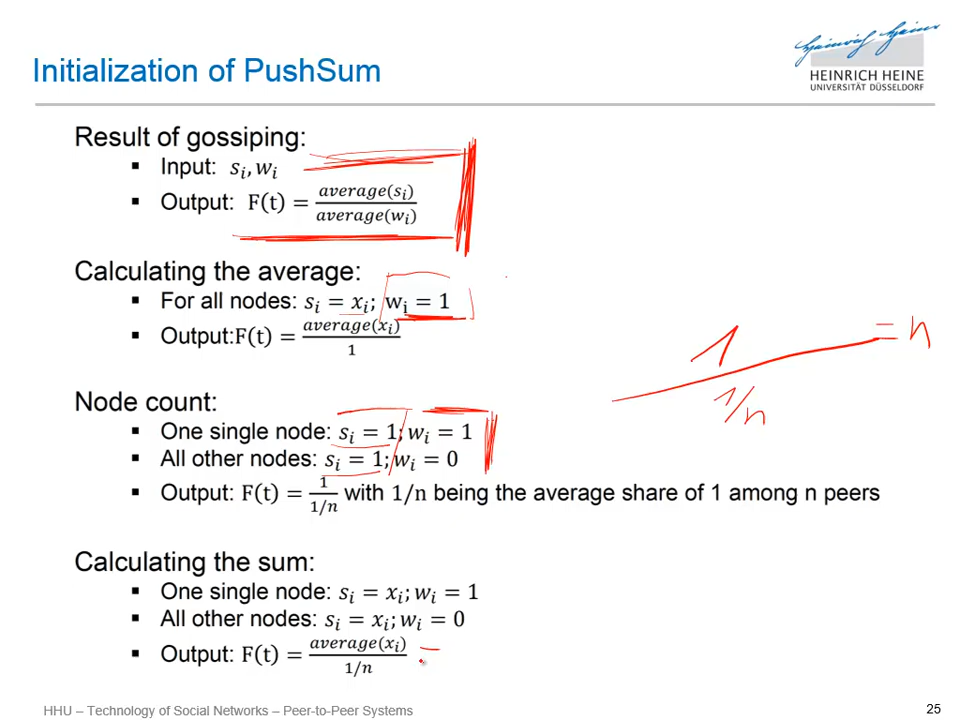 Heinrich Heine
HEINRICH HEINE
UNIVERSITÄT DÜSSELDORF
Initialization of PushSum
Result of gossiping:
▪ Input: s_i, w_i
▪ Output: F(t) = average(s_i) / average(w_i)
Calculating the average:
▪ For all nodes: s_i = x_i; w_i = 1
▪ Output:F(t) = average(x_i) / 1
1 / 1/n = n
Node count:
▪ One single node: s_i = 1; w_i = 1
▪ All other nodes: s_i = 1; w_i = 0
▪ Output: F(t) = 1 / 1/n with 1/n being the average share of 1 among n peers
Calculating the sum:
▪ One single node: s_i = x_i; w_i = 1
▪ All other nodes: s_i = x_i; w_i = 0
▪ Output: F(t) = average(x_i) / 1/n
HHU – Technology of Social Networks – Peer-to-Peer Systems
25